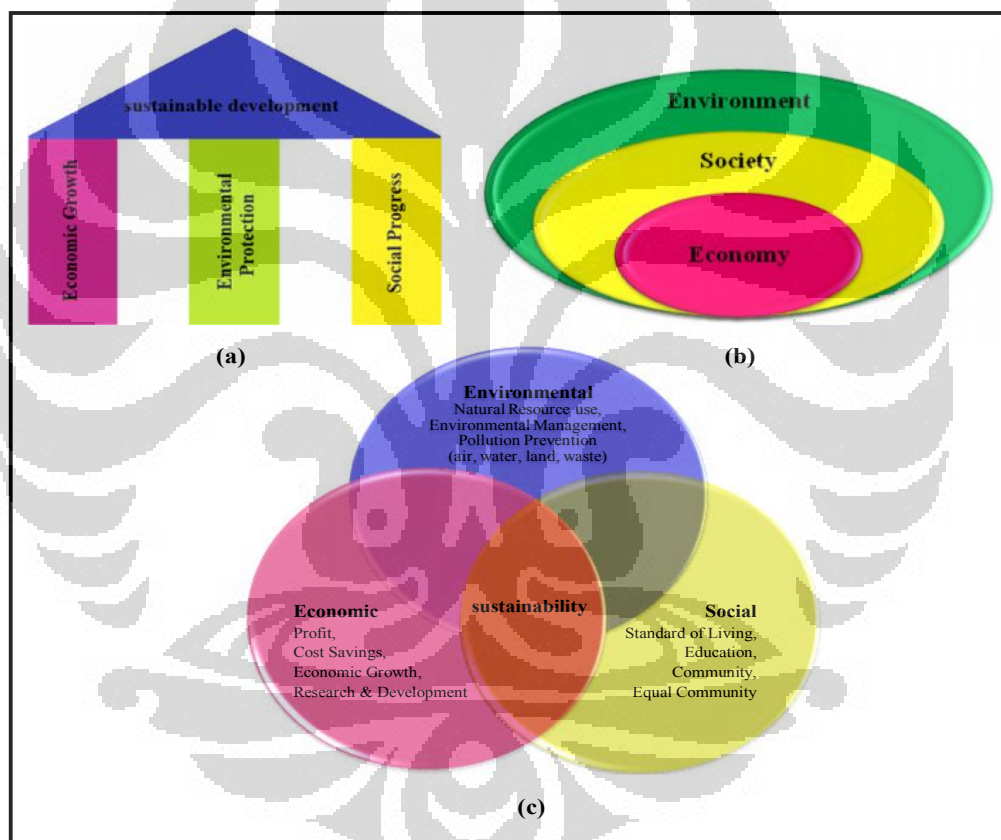 sustainable development
Economic Growth
Environmental
Protection
Social Progress
(a)
Environment
Society
Economy
(b)
Environmental
Natural Resource use,
Environmental Management,
Pollution Prevention
(air, water, land, waste)
Economic
Profit,
Cost Savings,
Economic Growth,
Research & Development
sustainability
Social
Standard of Living,
Education,
Community,
Equal Community
(c)